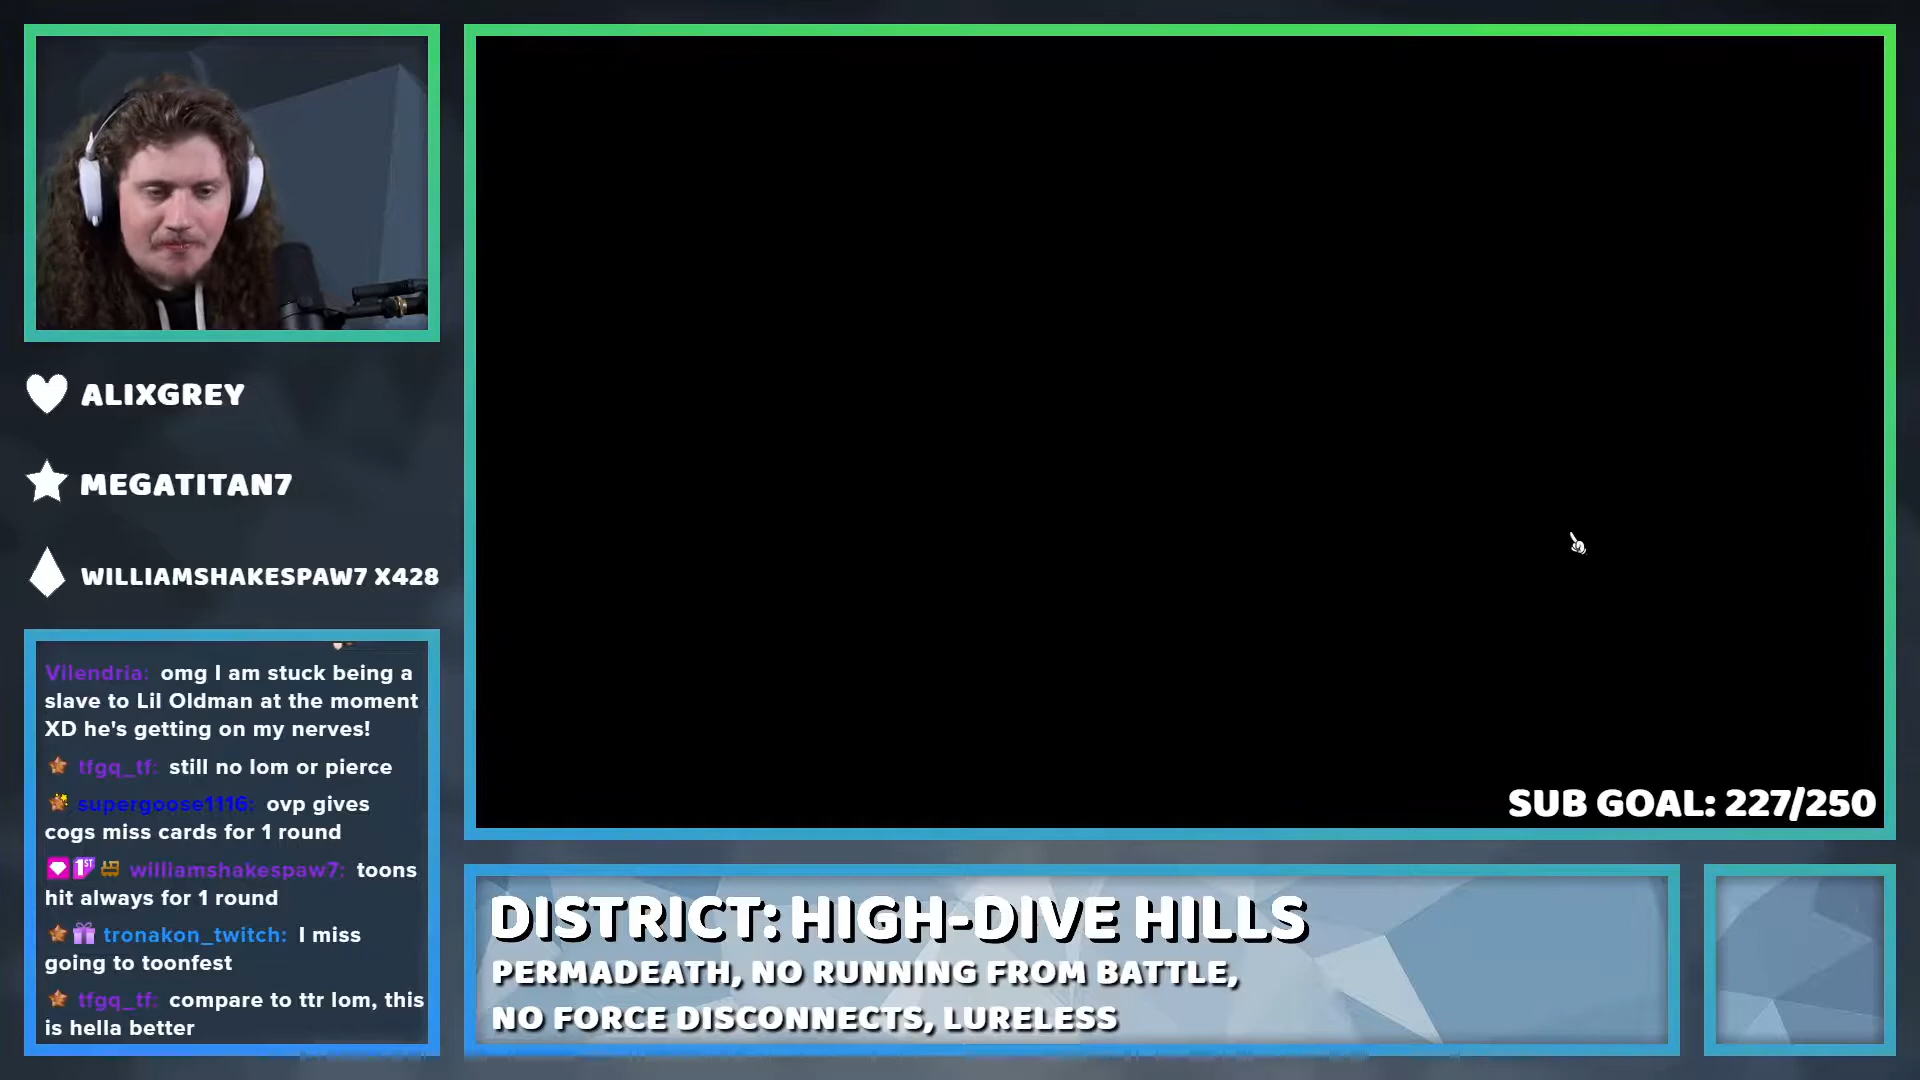 ALIXGREY
MEGATITAN7
WILLIAMSHAKESPAW7 X428
Vilendria: omg I am stuck being a
slave to Lil Oldman at the moment
XD he's getting on my nerves!
tfgq_tf: still no lom or pierce
supergoose1116: ovp gives
cogs miss cards for 1 round
1ST williamshakespaw7: toons
hit always for 1 round
tronakon_twitch: I miss
going to toonfest
tfgq_tf: compare to ttr lom, this
is hella better
SUB GOAL: 227/250
DISTRICT: HIGH-DIVE HILLS
PERMADEATH, NO RUNNING FROM BATTLE,
NO FORCE DISCONNECTS, LURELESS